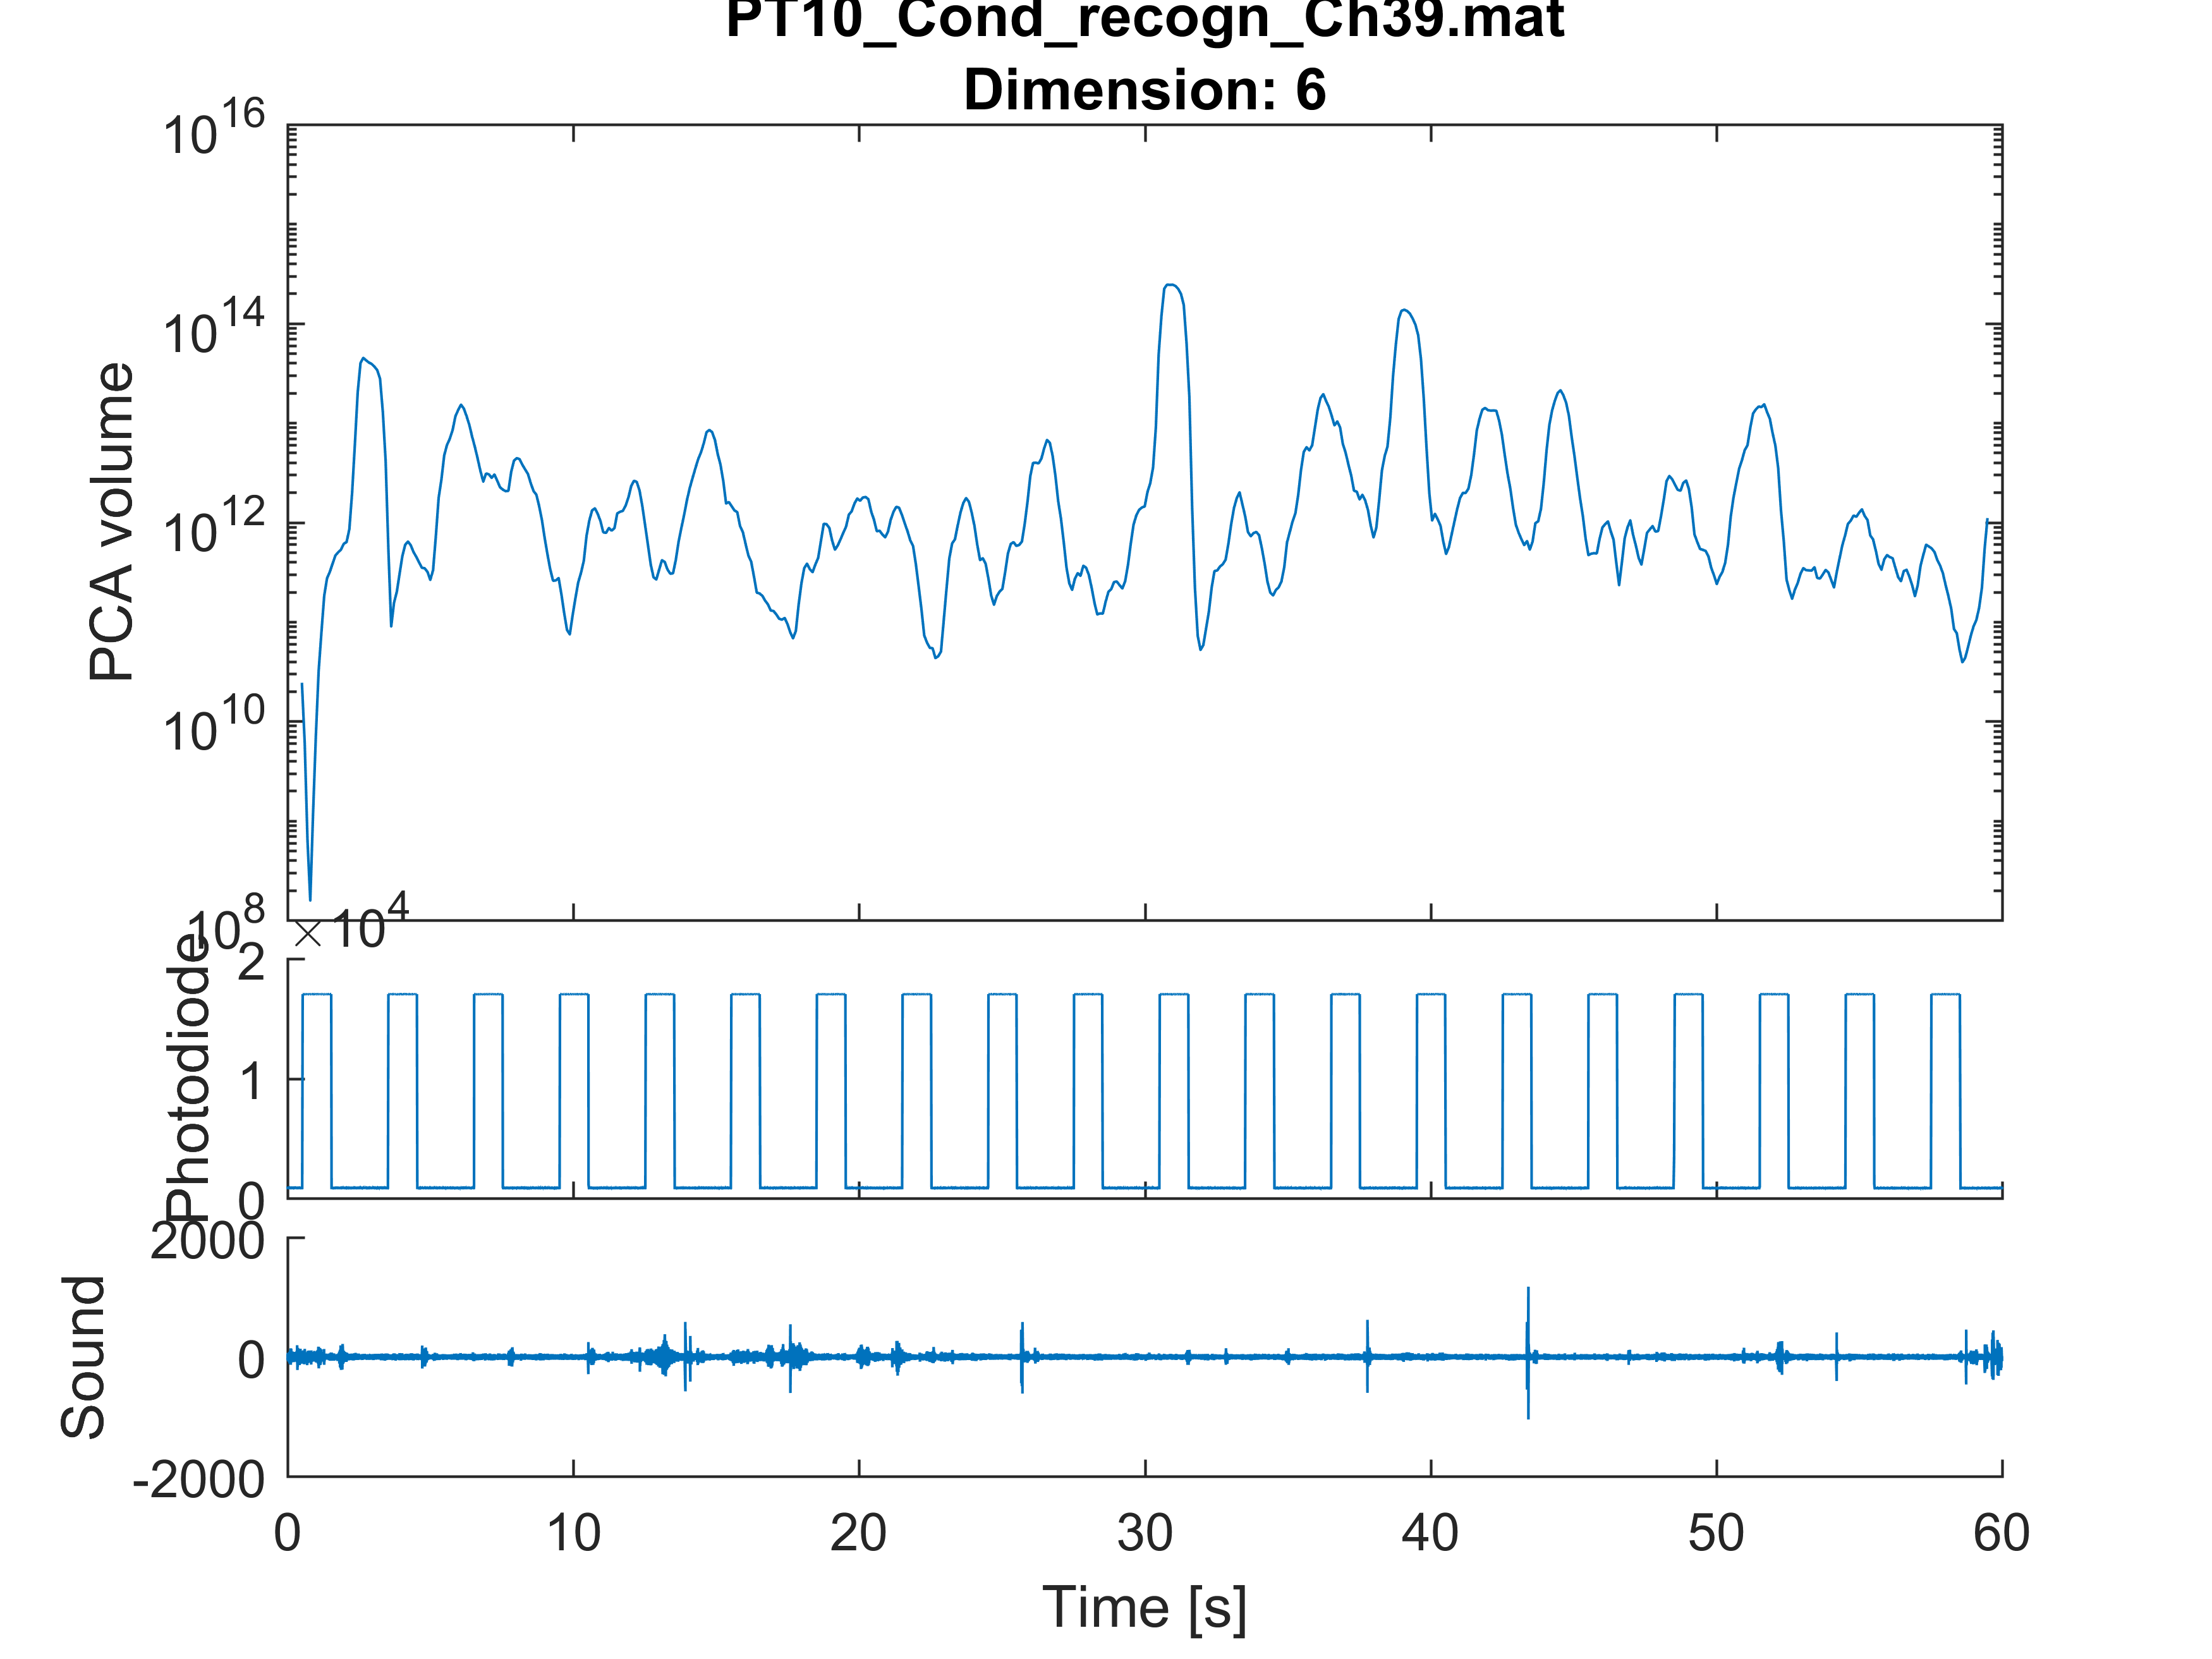 PT10_Cond_recogn_Ch39.mat
Dimension: 6
PCA volume
10^16
10^14
10^12
10^10
10^8
× 10^4
Photodiode
2
1
0
Sound
2000
0
-2000
0 10 20 30 40 50 60
Time [s]